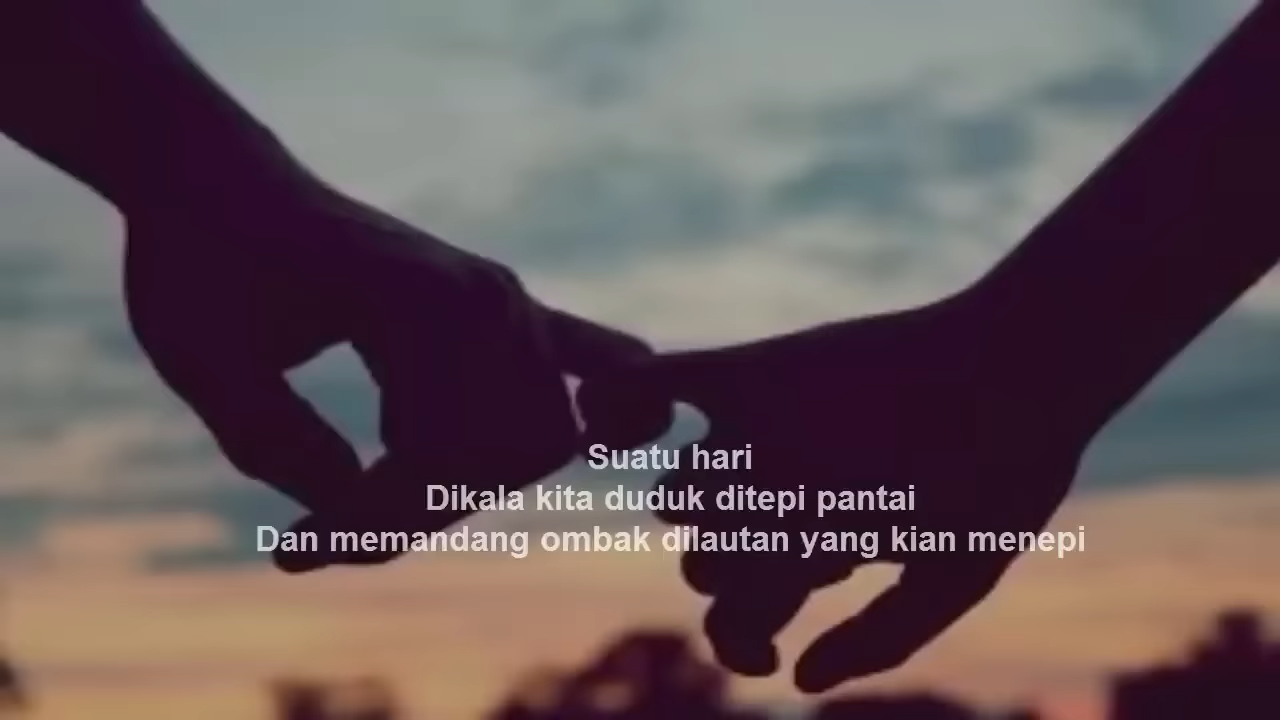 Suatu hari
Dikala kita duduk ditepi pantai
Dan memandang ombak dilautan yang kian menepi